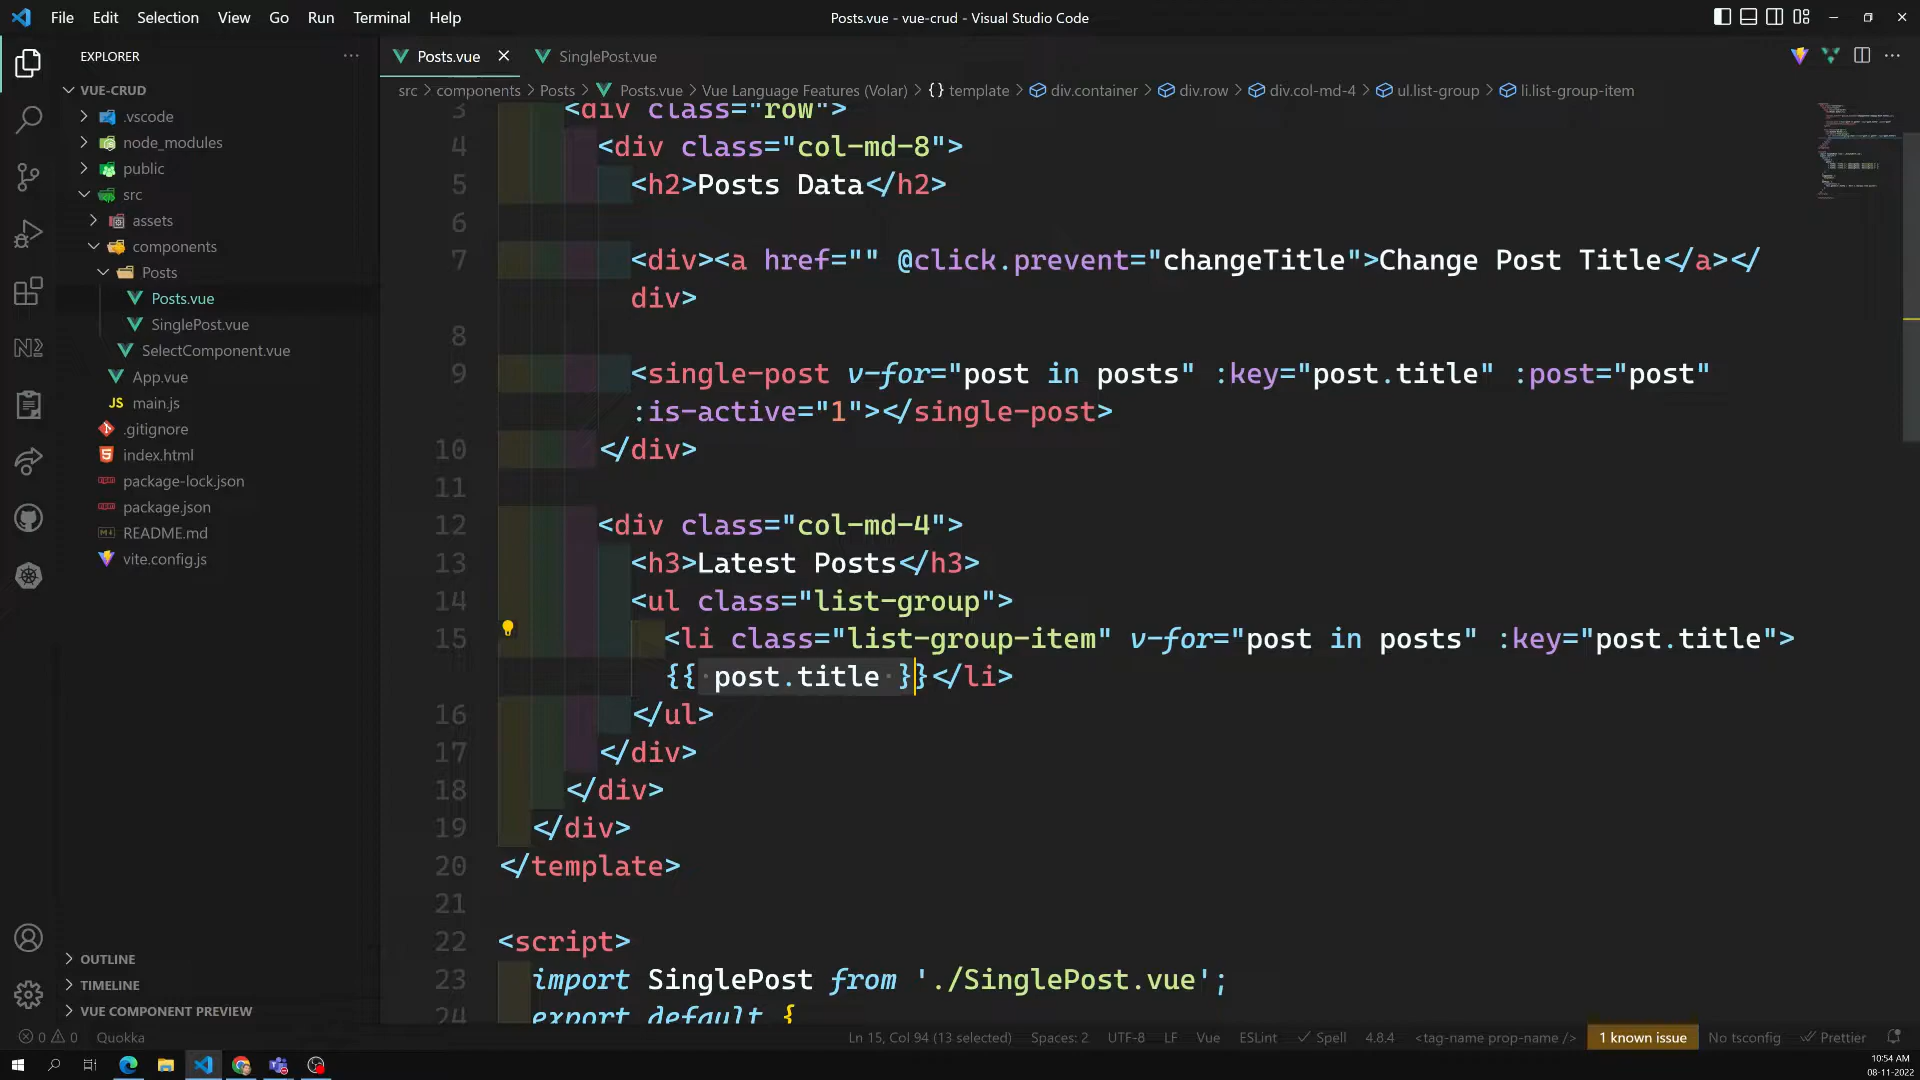 File Edit Selection View Go Run Terminal Help
Posts.vue - vue-crud - Visual Studio Code
EXPLORER
VUE-CRUD
.vscode
node_modules
public
src
assets
components
Posts
Posts.vue
SinglePost.vue
SelectComponent.vue
App.vue
JS main.js
.gitignore
index.html
package-lock.json
package.json
README.md
vite.config.js
OUTLINE
TIMELINE
VUE COMPONENT PREVIEW
Posts.vue SinglePost.vue
src > components > Posts > Posts.vue > Vue Language Features (Volar) > {} template > div.container > div.row > div.col-md-4 > ul.list-group > li.list-group-item
3 <div class="row">
4 <div class="col-md-8">
5 <h2>Posts Data</h2>
6
7 <div><a href="" @click.prevent="changeTitle">Change Post Title</a></
div>
8
9 <single-post v-for="post in posts" :key="post.title" :post="post"
:is-active="1"></single-post>
10 </div>
11
12 <div class="col-md-4">
13 <h3>Latest Posts</h3>
14 <ul class="list-group">
15 <li class="list-group-item" v-for="post in posts" :key="post.title">
{{ post.title }}</li>
16 </ul>
17 </div>
18 </div>
19 </div>
20 </template>
21
22 <script>
23 import SinglePost from './SinglePost.vue';
24 export default {
0 0 Quokka Ln 15, Col 94 (13 selected) Spaces: 2 UTF-8 LF Vue ESLint Spell 4.8.4 <tag-name prop-name /> 1 known issue No tsconfig Prettier
10:54 AM
08-11-2022